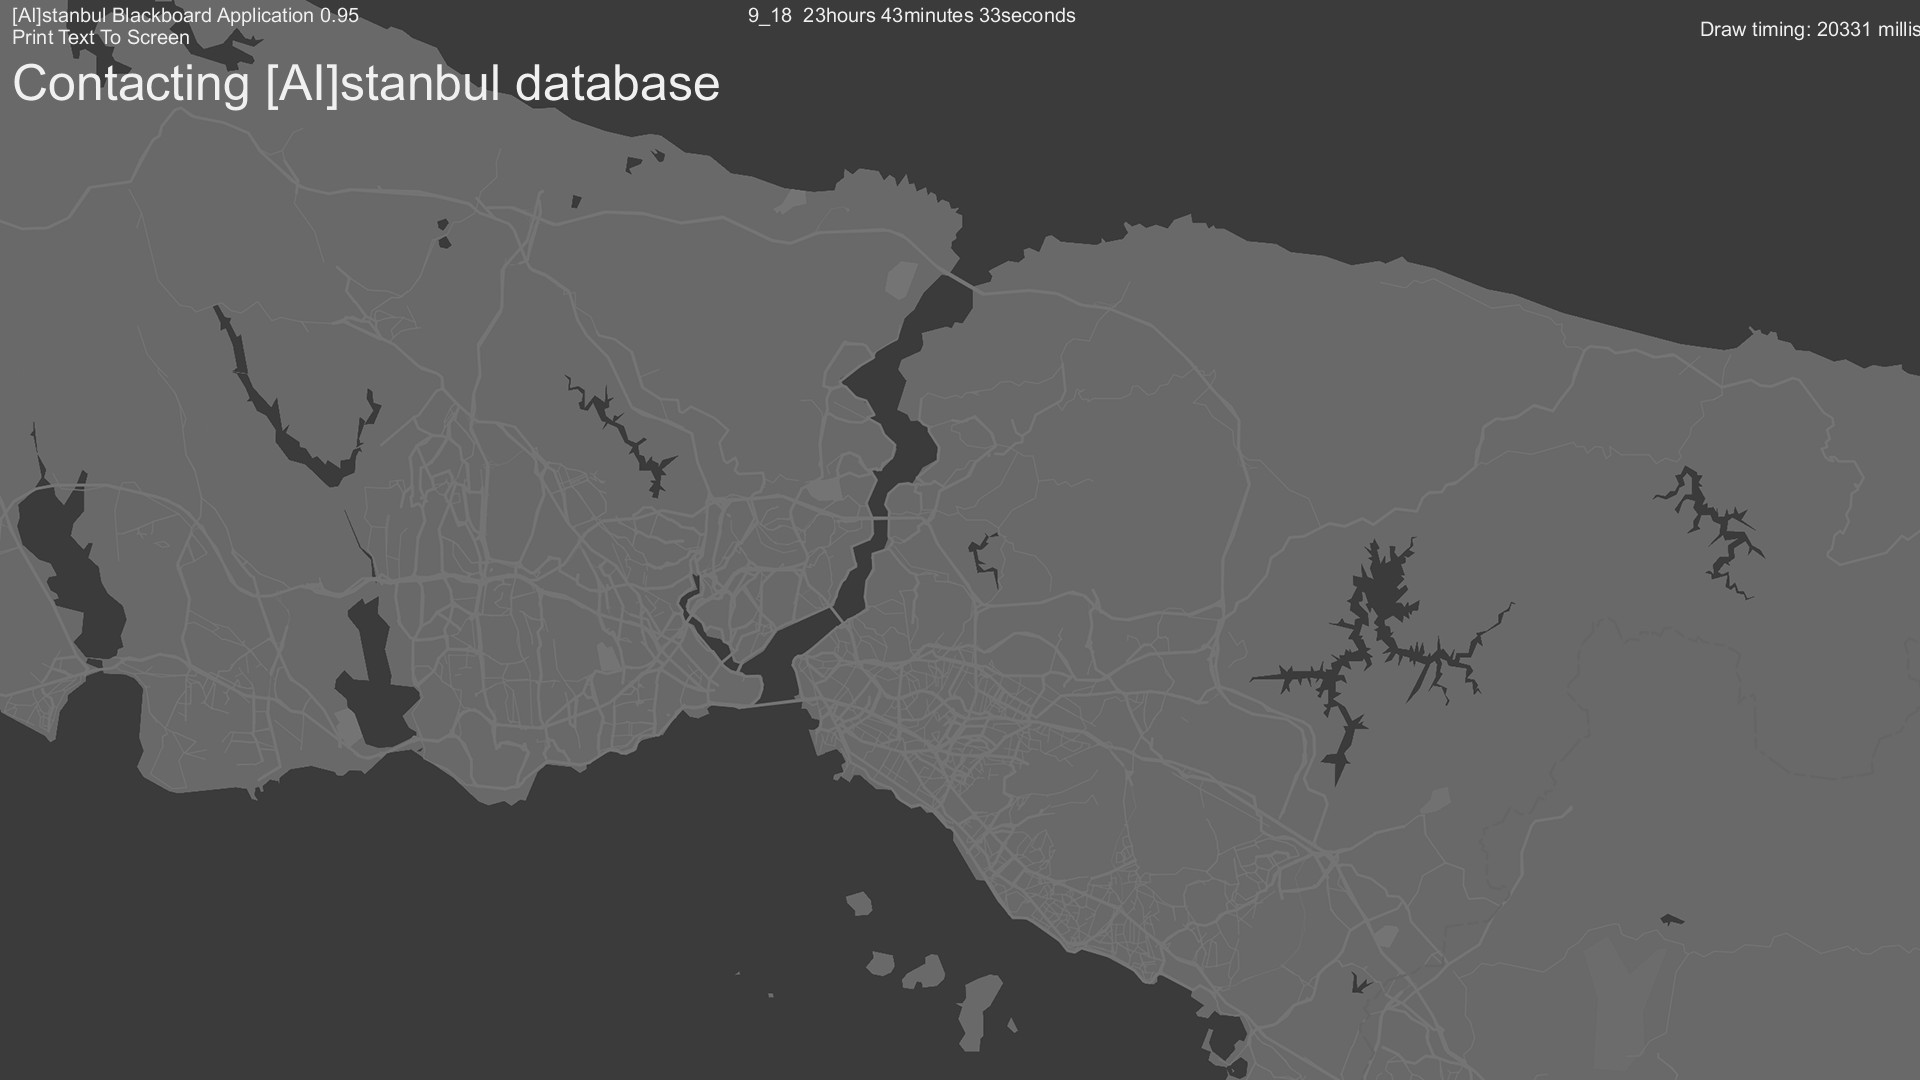 [AI]stanbul Blackboard Application 0.95
9_18  23hours 43minutes 33seconds
Draw timing: 20331 millis
Print Text To Screen
Contacting [AI]stanbul database